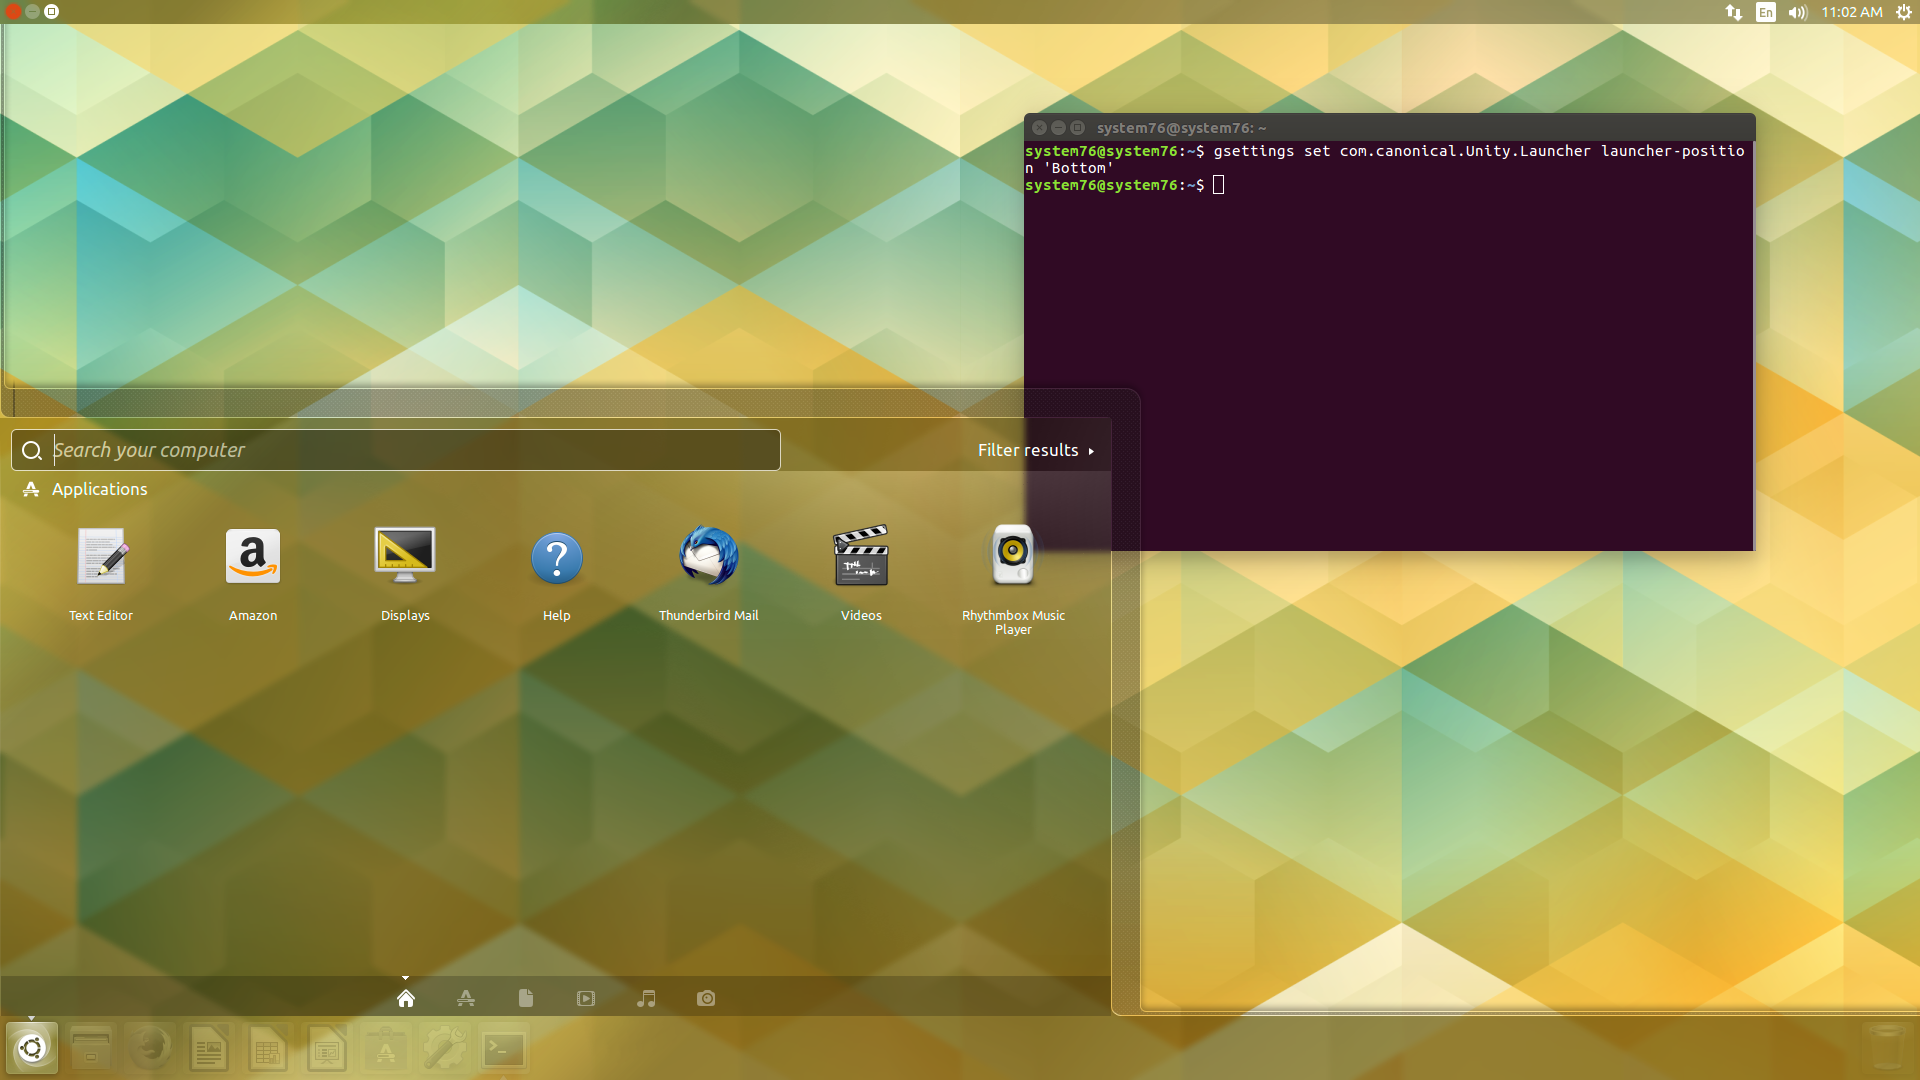 En
11:02 AM
system76@system76: ~
system76@system76:~$ gsettings set com.canonical.Unity.Launcher launcher-positio
n 'Bottom'
system76@system76:~$
Search your computer
Filter results
Applications
Text Editor
Amazon
Displays
Help
Thunderbird Mail
Videos
Rhythmbox Music
Player